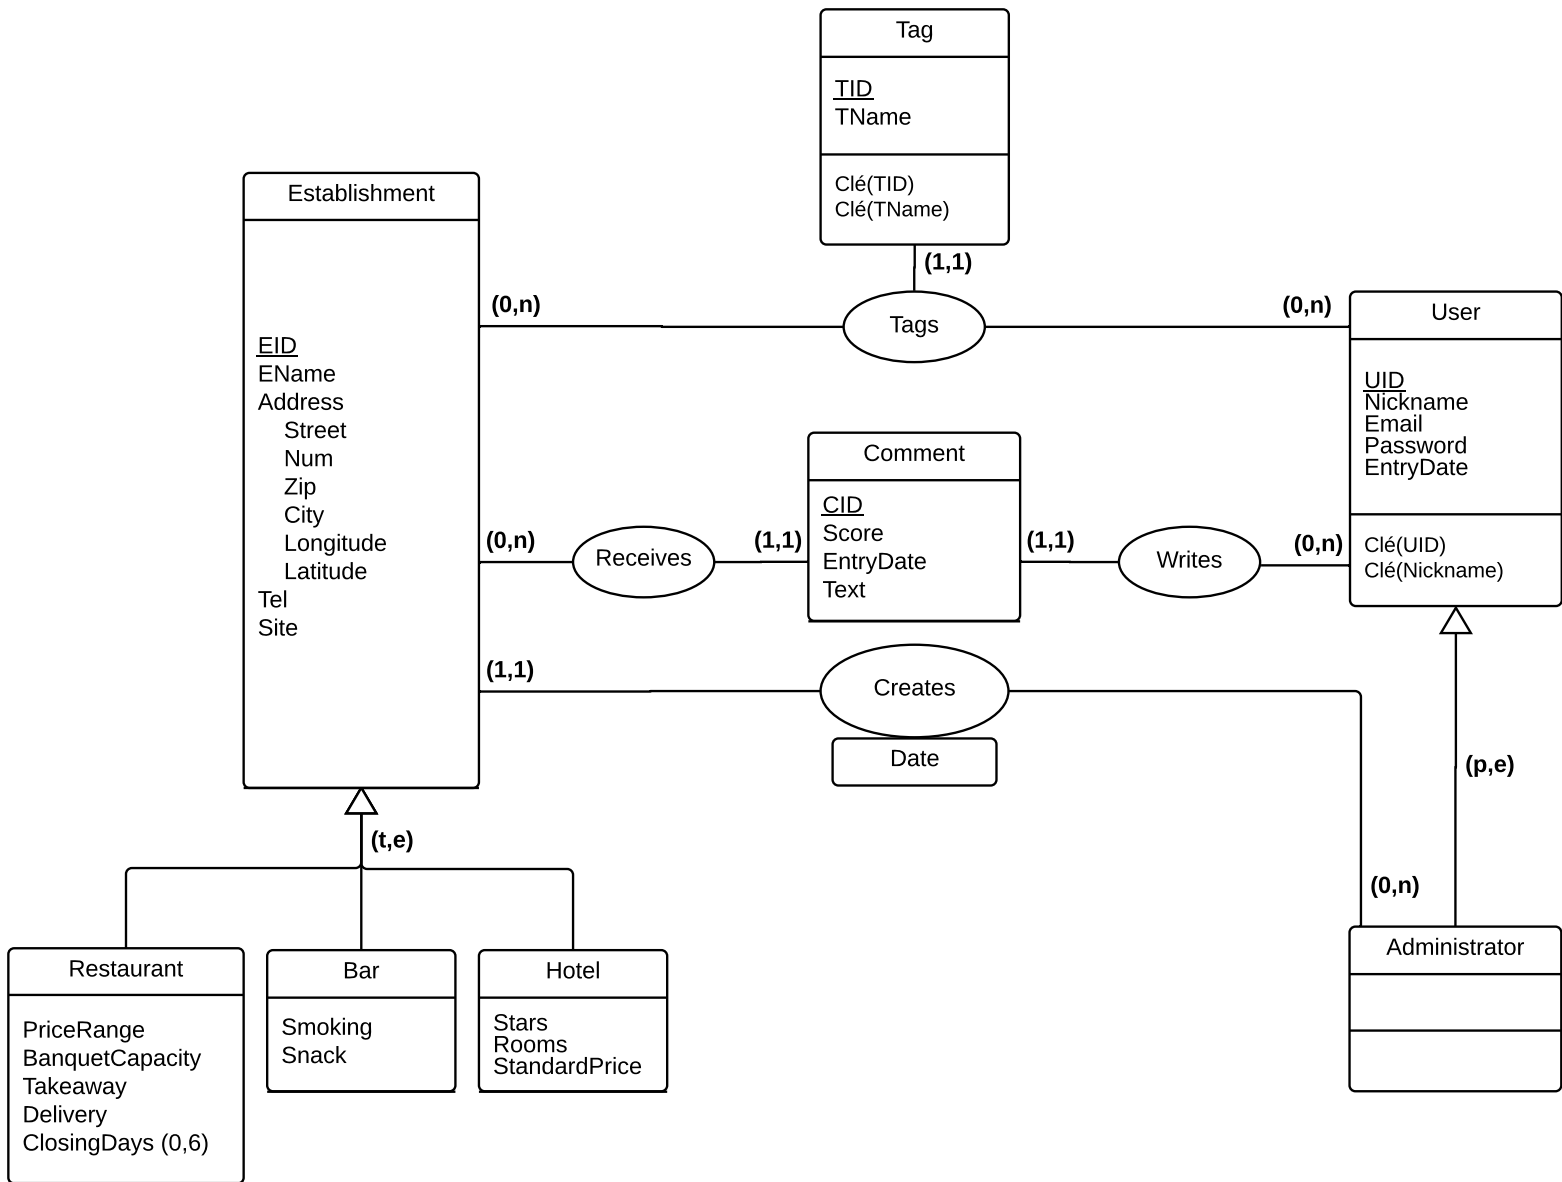 Tag
TID
TName
Clé(TID)
Clé(TName)
(1,1)
Establishment
EID
EName
Address
Street
Num
Zip
City
Longitude
Latitude
Tel
Site
(0,n)
Tags
(0,n)
User
UID
Nickname
Email
Password
EntryDate
Clé(UID)
Clé(Nickname)
Comment
CID
Score
EntryDate
Text
(0,n)
Receives
(1,1)
(1,1)
Writes
(0,n)
(1,1)
Creates
Date
(p,e)
(0,n)
(t,e)
Restaurant
PriceRange
BanquetCapacity
Takeaway
Delivery
ClosingDays (0,6)
Bar
Smoking
Snack
Hotel
Stars
Rooms
StandardPrice
Administrator